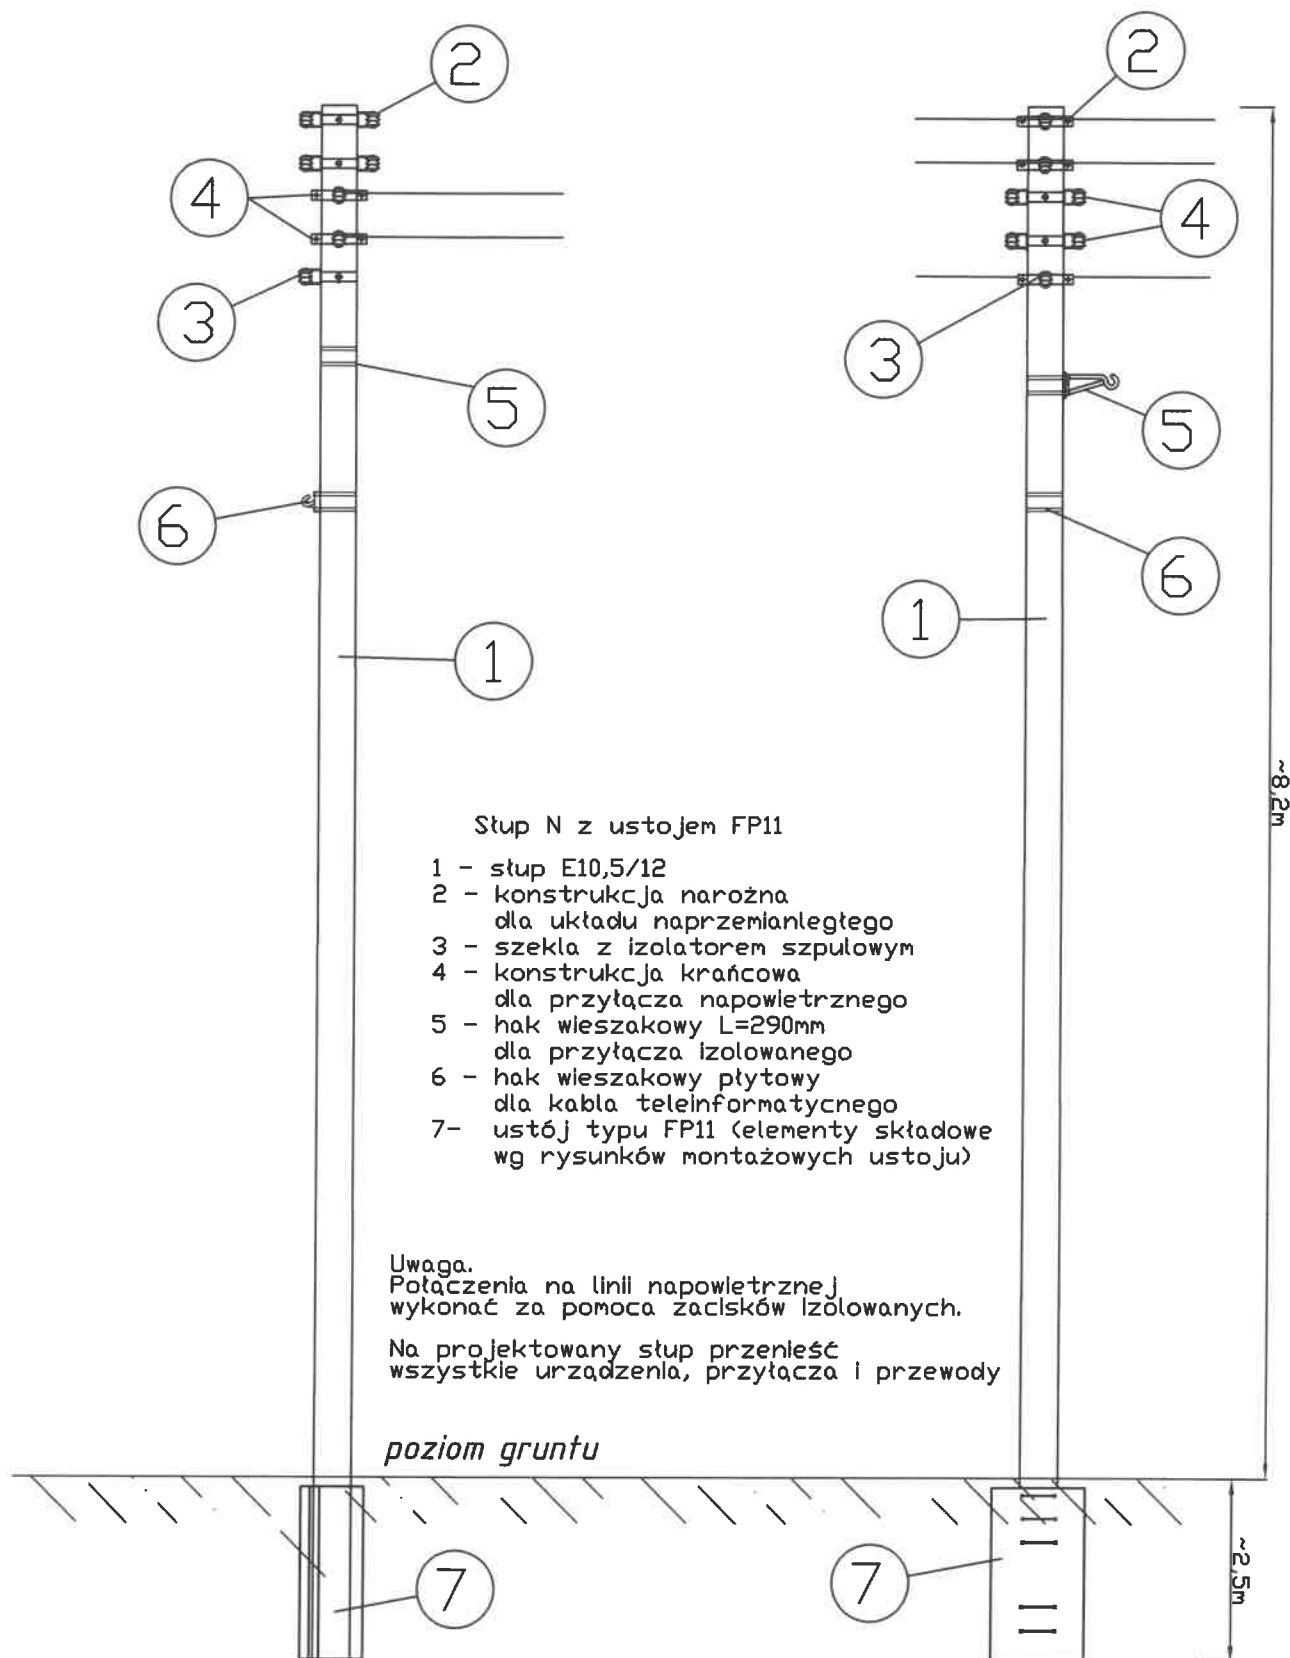 2
2
4
4
3
3
5
5
6
6
1
1
~8,2m
Słup N z ustojem FP11
1 - słup E10,5/12
2 - konstrukcja narożna
dla układu naprzemianległego
3 - szekla z izolatorem szpulowym
4 - konstrukcja krańcowa
dla przyłącza napowietrznego
5 - hak wieszakowy L=290mm
dla przyłącza izolowanego
6 - hak wieszakowy płytowy
dla kabla teleinformatycnego
7- ustój typu FP11 (elementy składowe
wg rysunków montażowych ustoju)
Uwaga.
Połączenia na linii napowietrznej
wykonać za pomoca zacisków izolowanych.
Na projektowany słup przenieść
wszystkie urządzenia, przyłącza i przewody
poziom gruntu
7
7
~2,5m